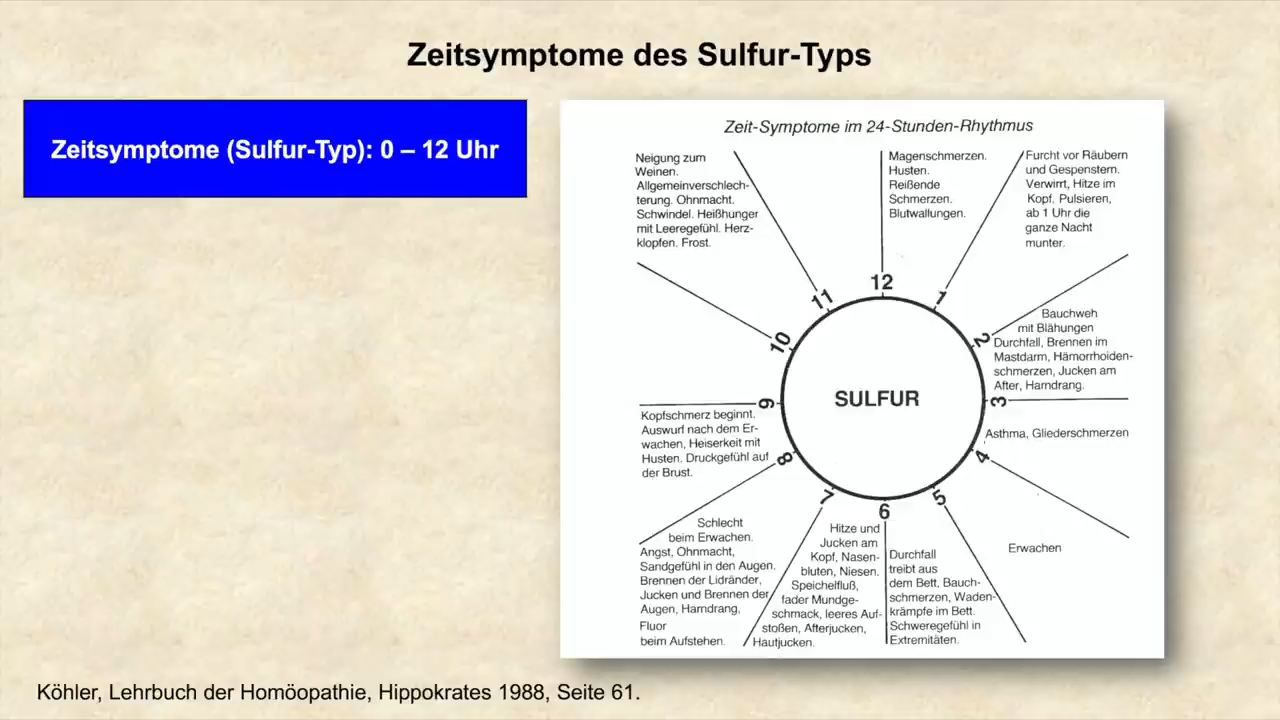 Zeitsymptome des Sulfur-Typs
Zeitsymptome (Sulfur-Typ): 0 – 12 Uhr
Zeit-Symptome im 24-Stunden-Rhythmus
Neigung zum
Weinen.
Allgemeinverschlech-
terung. Ohnmacht.
Schwindel. Heißhunger
mit Leeregefühl. Herz-
klopfen. Frost.
Magenschmerzen.
Husten.
Reißende
Schmerzen.
Blutwallungen.
Furcht vor Räubern
und Gespenstern.
Verwirrt, Hitze im
Kopf, Pulsieren,
ab 1 Uhr die
ganze Nacht
munter.
12
1
2
3
4
5
6
7
8
9
10
11
SULFUR
Bauchweh
mit Blähungen
Durchfall, Brennen im
Mastdarm, Hämorrhoiden-
schmerzen, Jucken am
After, Harndrang.
Asthma, Gliederschmerzen
Erwachen
Durchfall
treibt aus
dem Bett, Bauch-
schmerzen, Waden-
krämpfe im Bett.
Schweregefühl in
Extremitäten.
Hitze und
Jucken am
Kopf, Nasen-
bluten, Niesen.
Speichelfluß,
fader Mundge-
schmack, leeres Auf-
stoßen, Afterjucken,
Hautjucken.
Schlecht
beim Erwachen.
Angst, Ohnmacht,
Sandgefühl in den Augen.
Brennen der Lidränder,
Jucken und Brennen der
Augen, Harndrang,
Fluor
beim Aufstehen.
Kopfschmerz beginnt.
Auswurf nach dem Er-
wachen, Heiserkeit mit
Husten. Druckgefühl auf
der Brust.
Köhler, Lehrbuch der Homöopathie, Hippokrates 1988, Seite 61.